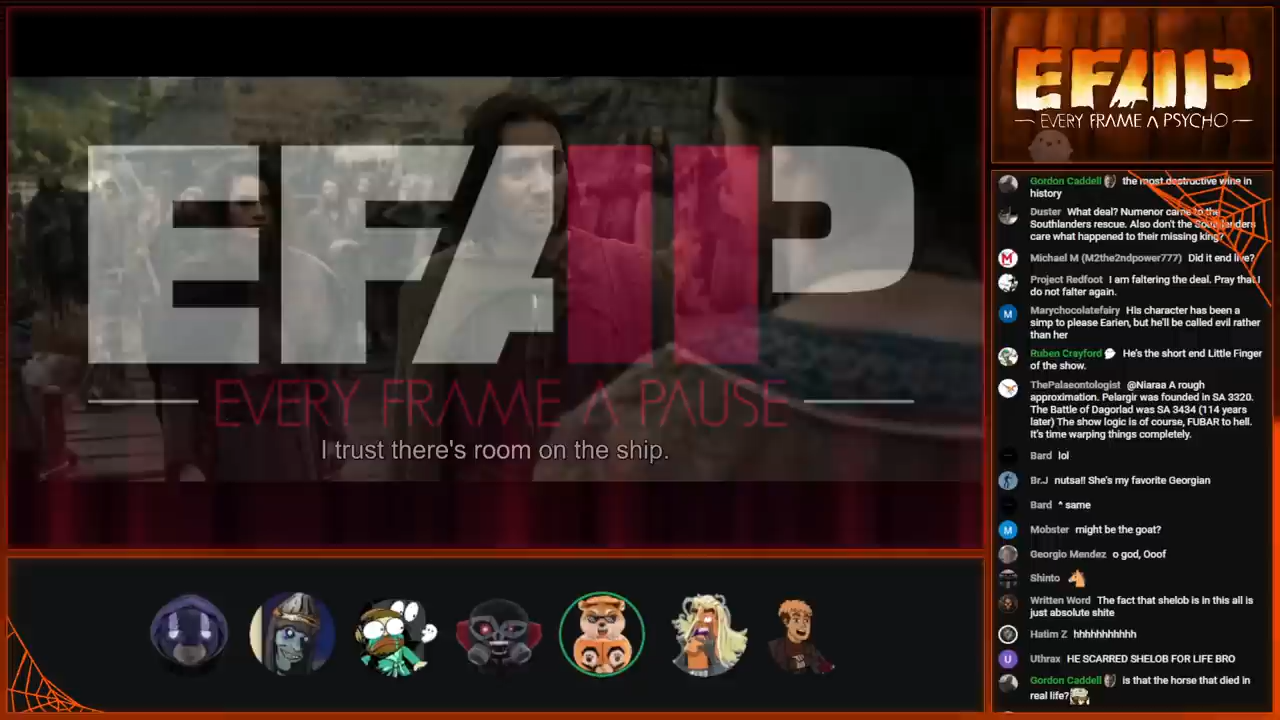 EFAP
EVERY FRAME A PAUSE
I trust there's room on the ship.
EFAP
EVERY FRAME A PSYCHO
Gordon Caddell the most destructive wine in
history
Duster What deal? Numenor came to the
Southlanders rescue. Also don't the Southlanders
care what happened to their missing king?
Michael M (M2the2ndpower777) Did it end live?
Project Redfoot I am faltering the deal. Pray that I
do not falter again.
Marychocolatefairy His character has been a
simp to please Earien, but he'll be called evil rather
than her
Ruben Crayford He's the short end Little Finger
of the show.
ThePalaeontologist @Niaraa A rough
approximation. Pelargir was founded in SA 3320.
The Battle of Dagorlad was SA 3434 (114 years
later) The show logic is of course, FUBAR to hell.
It's time warping things completely.
Bard lol
Br.J nutsa!! She's my favorite Georgian
Bard ^ same
M Mobster might be the goat?
Georgio Mendez o god, Ooof
Shinto
Written Word The fact that shelob is in this all is
just absolute shite
Hatim Z hhhhhhhhhhh
U Uthrax HE SCARRED SHELOB FOR LIFE BRO
Gordon Caddell is that the horse that died in
real life?